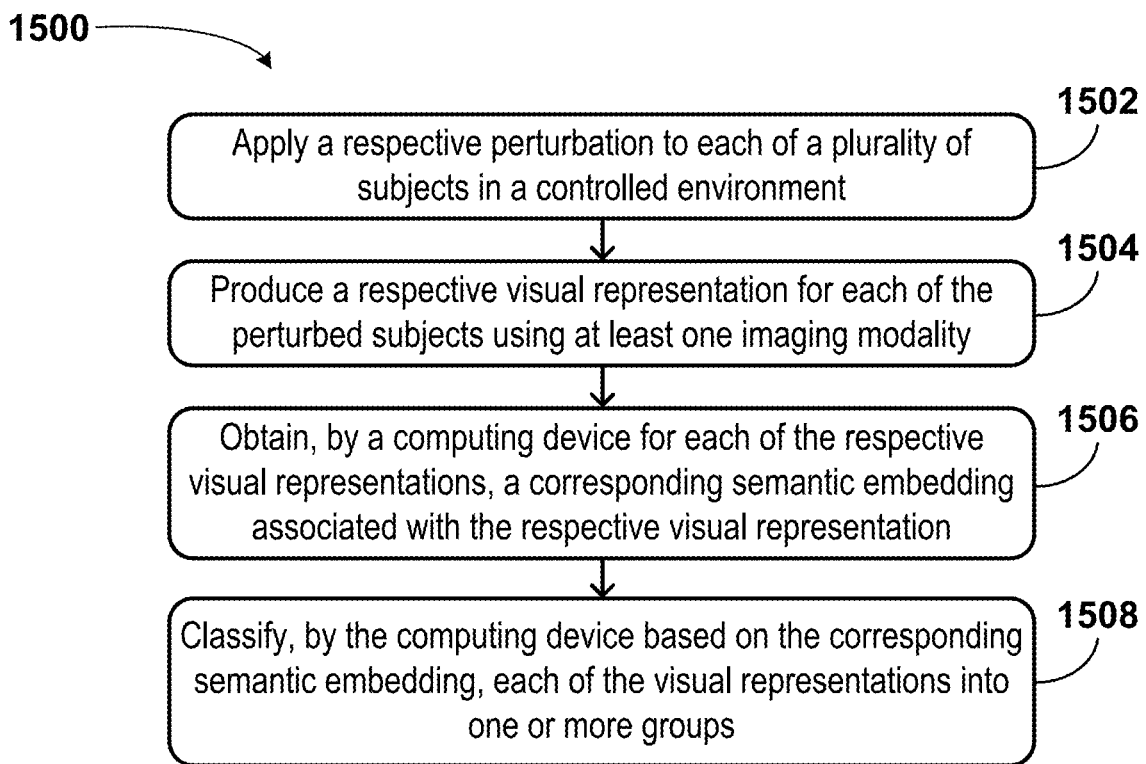 1500
1502
Apply a respective perturbation to each of a plurality of
subjects in a controlled environment
1504
Produce a respective visual representation for each of the
perturbed subjects using at least one imaging modality
1506
Obtain, by a computing device for each of the respective
visual representations, a corresponding semantic embedding
associated with the respective visual representation
1508
Classify, by the computing device based on the corresponding
semantic embedding, each of the visual representations into
one or more groups